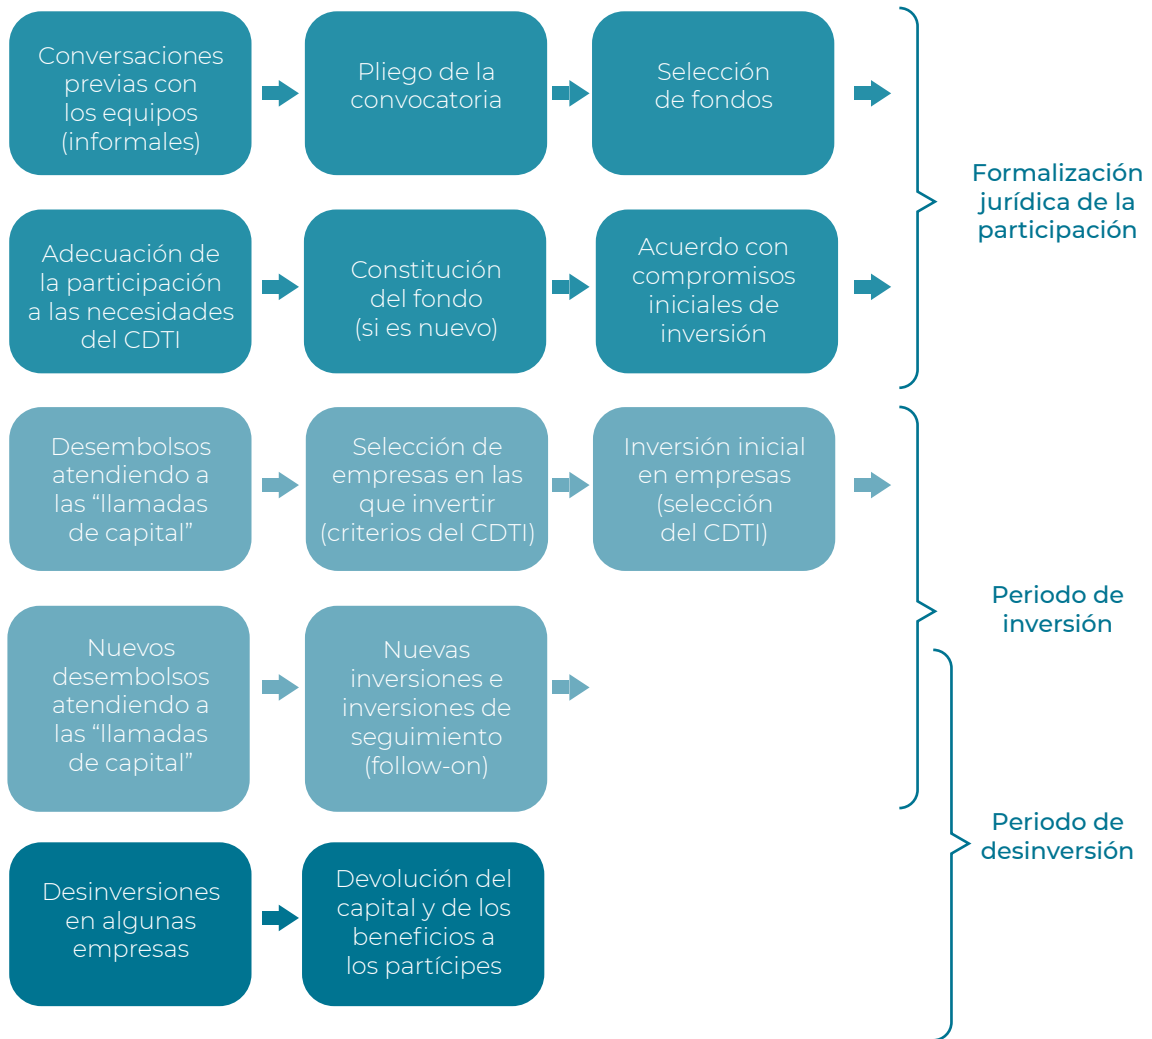 Conversaciones
previas con
los equipos
(informales)
Pliego de la
convocatoria
Selección
de fondos
Adecuación de
la participación
a las necesidades
del CDTI
Constitución
del fondo
(si es nuevo)
Acuerdo con
compromisos
iniciales de
inversión
Formalización
jurídica de la
participación
Desembolsos
atendiendo a
las “llamadas
de capital”
Selección de
empresas en las
que invertir
(criterios del CDTI)
Inversión inicial
en empresas
(selección
del CDTI)
Nuevos
desembolsos
atendiendo a
las “llamadas
de capital”
Nuevas
inversiones e
inversiones de
seguimiento
(follow-on)
Periodo de
inversión
Desinversiones
en algunas
empresas
Devolución del
capital y de los
beneficios a
los partícipes
Periodo de
desinversión